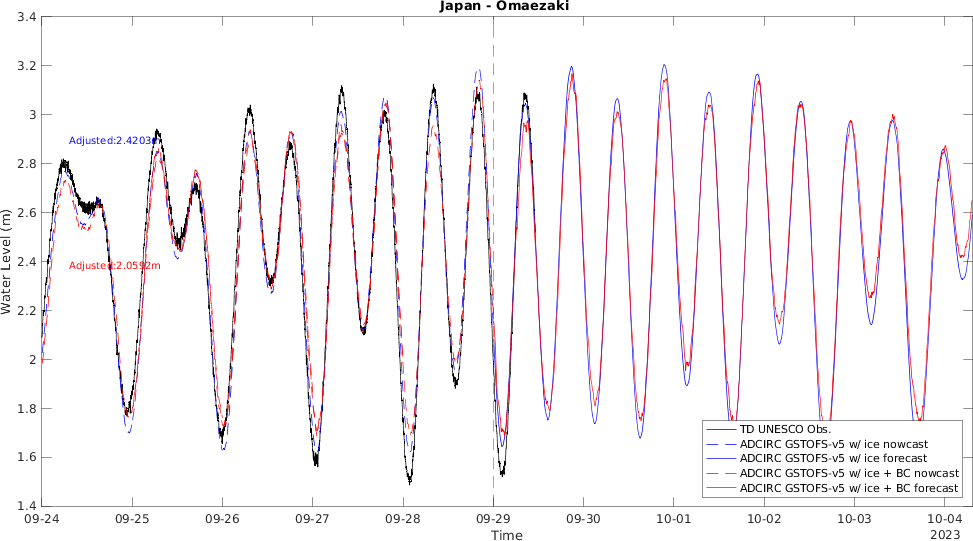 Japan - Omaezaki
Water Level (m)
3.4
3.2
3
2.8
2.6
2.4
2.2
2
1.8
1.6
1.4
Adjusted:2.4203m
Adjusted:2.0592m
TD UNESCO Obs.
ADCIRC GSTOFS-v5 w/ ice nowcast
ADCIRC GSTOFS-v5 w/ ice forecast
ADCIRC GSTOFS-v5 w/ ice + BC nowcast
ADCIRC GSTOFS-v5 w/ ice + BC forecast
09-24 09-25 09-26 09-27 09-28 09-29 09-30 10-01 10-02 10-03 10-04
2023
Time